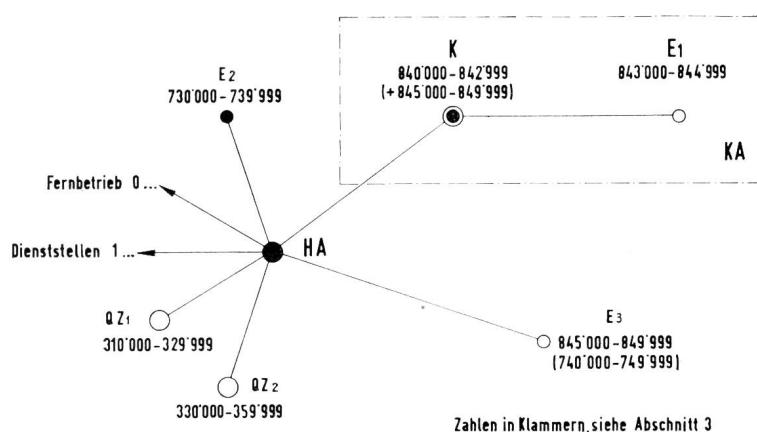 K
840'000-842'999
(+845'000-849'999)
E1
843'000-844'999
KA
E2
730'000-739'999
Fernbetrieb 0...
Dienststellen 1...
HA
QZ1
310'000-329'999
QZ2
330'000-359'999
E3
845'000-849'999
(740'000-749'999)
Zahlen in Klammern, siehe Abschnitt 3